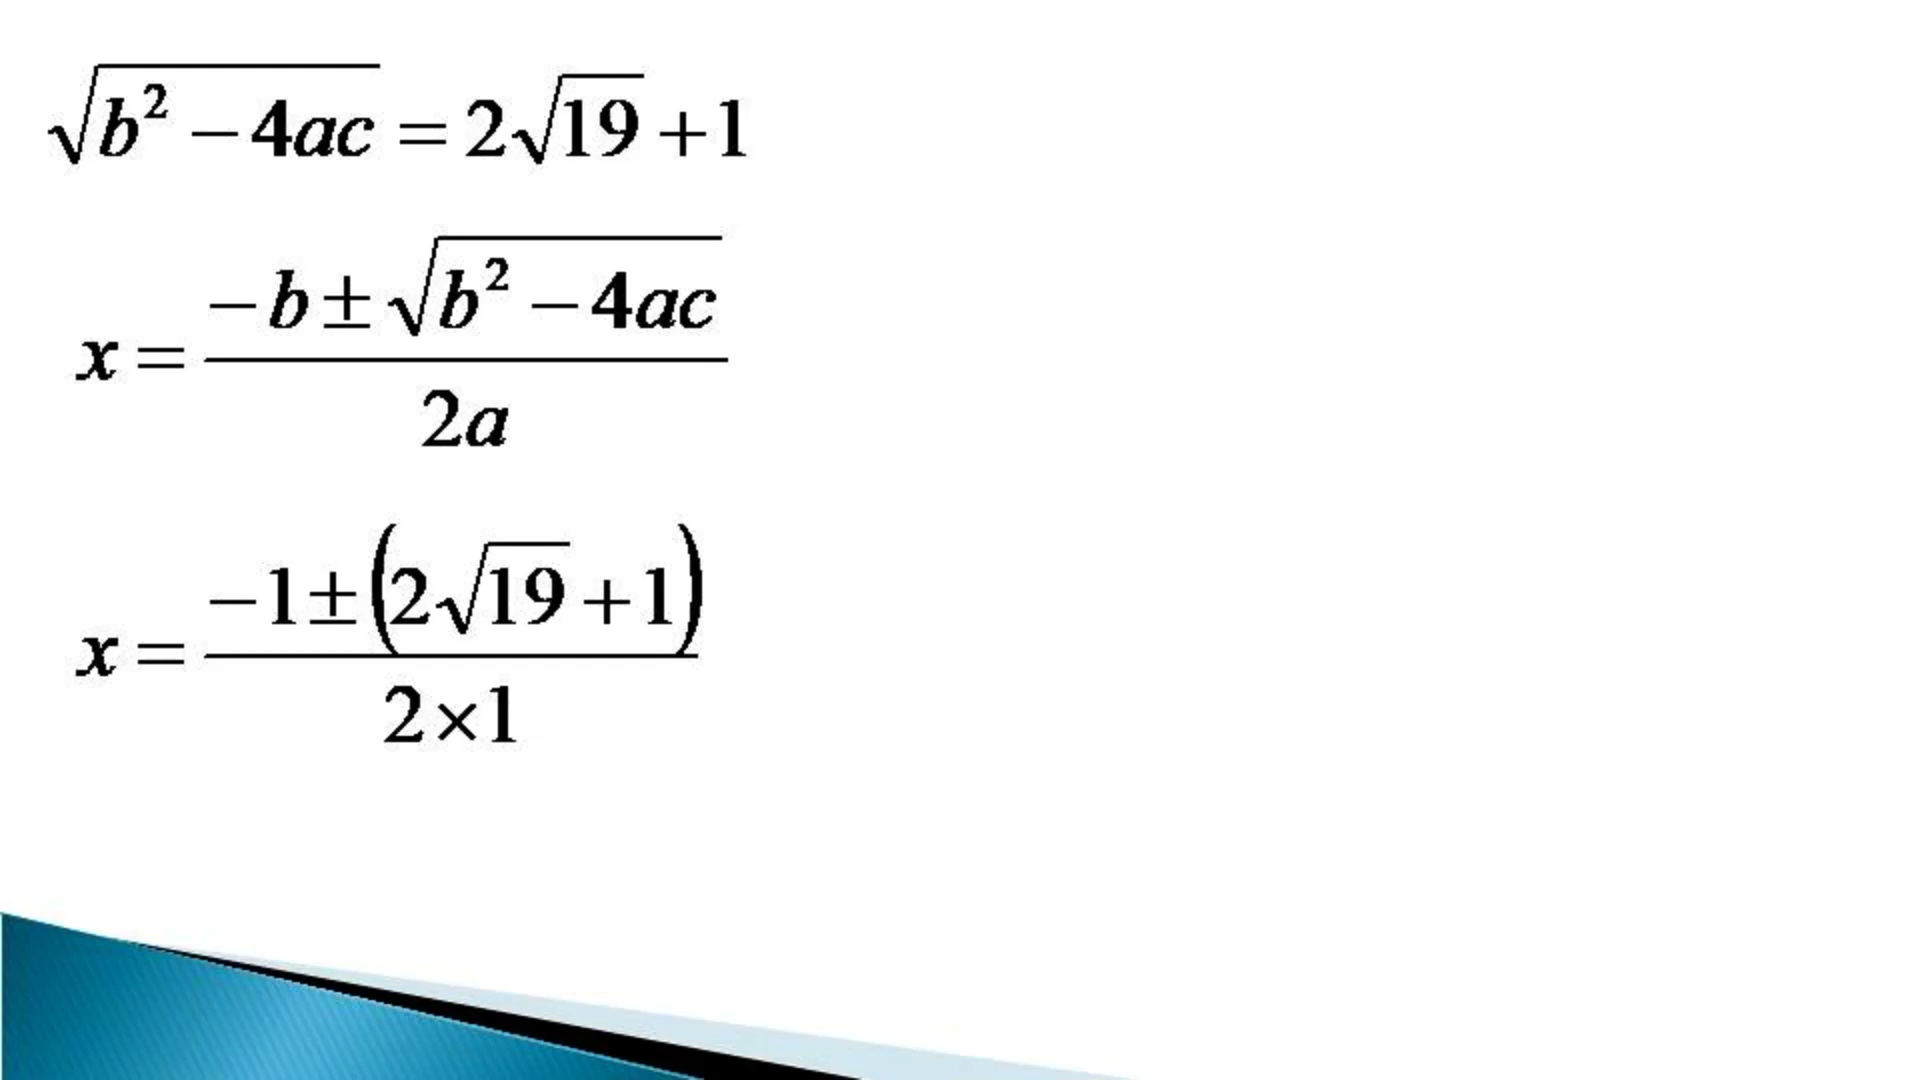 √(b² − 4ac) = 2√19 + 1
x = (−b ± √(b² − 4ac)) / 2a
x = (−1 ± (2√19 + 1)) / 2×1